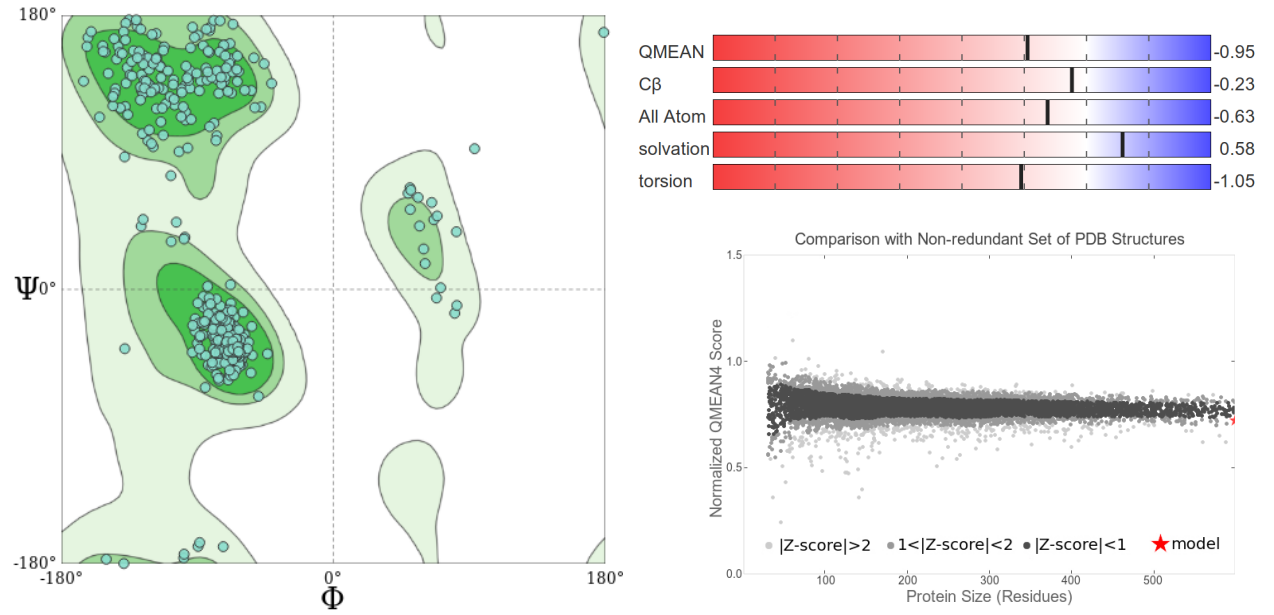 180°
Ψ 0°
-180°
-180° 0° 180°
Φ
QMEAN -0.95
Cβ -0.23
All Atom -0.63
solvation 0.58
torsion -1.05
Comparison with Non-redundant Set of PDB Structures
Normalized QMEAN4 Score
1.5
1.0
0.5
0.0
|Z-score|>2 1<|Z-score|<2 |Z-score|<1 model
100 200 300 400 500
Protein Size (Residues)